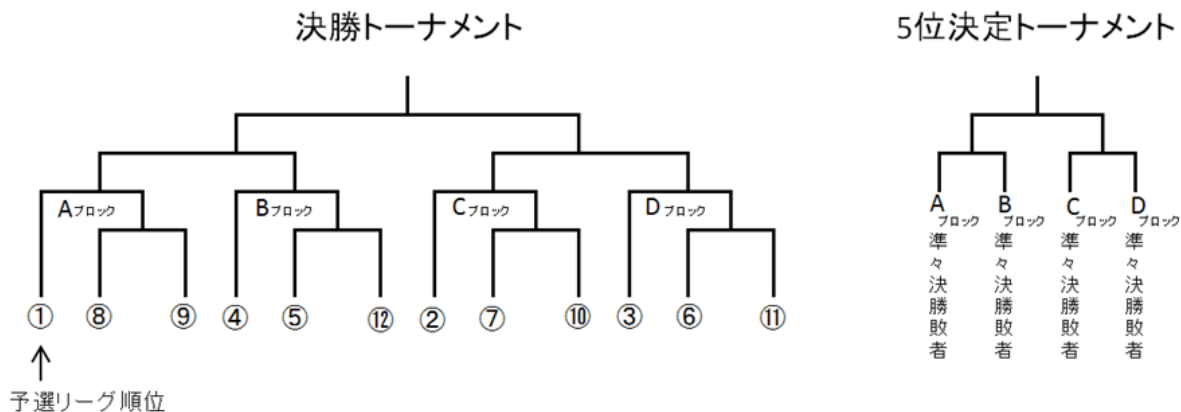 決勝トーナメント
5位決定トーナメント
Aブロック
Bブロック
Cブロック
Dブロック
① ⑧ ⑨ ④ ⑤ ⑫ ② ⑦ ⑩ ③ ⑥ ⑪
↑
予選リーグ順位
Aブロック準々決勝敗者
Bブロック準々決勝敗者
Cブロック準々決勝敗者
Dブロック準々決勝敗者